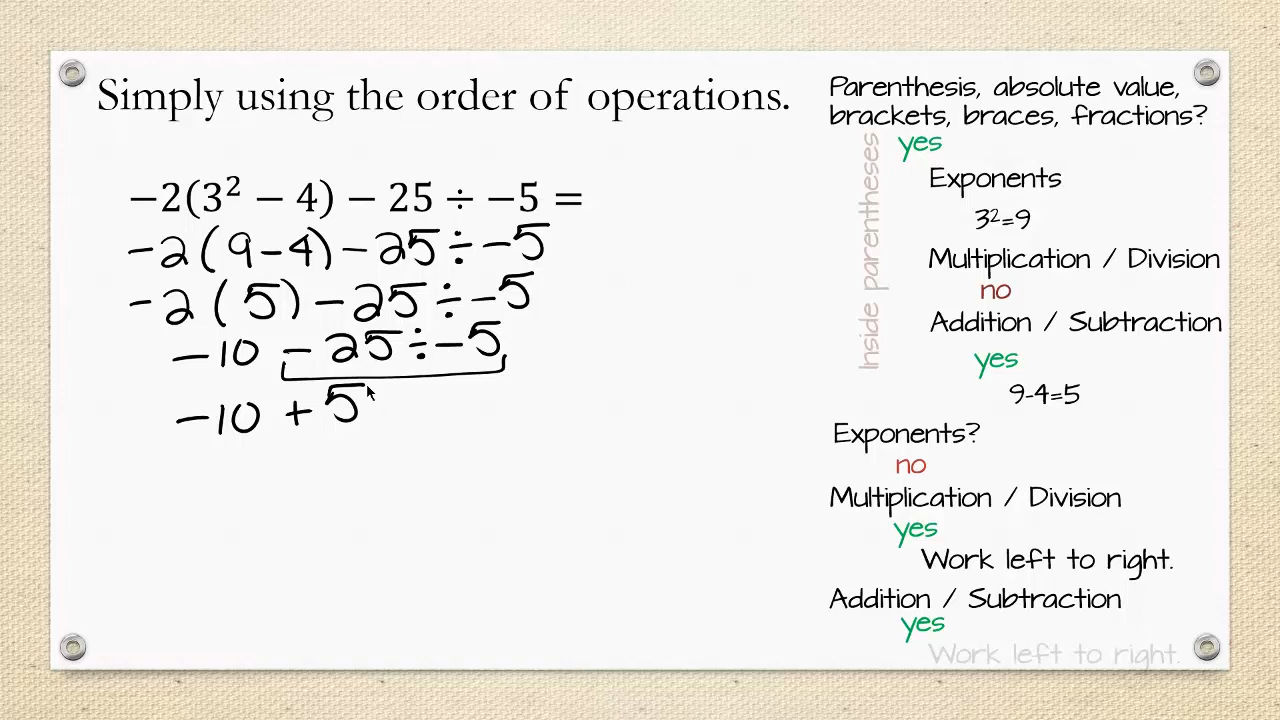 Simply using the order of operations.
−2(3² − 4) − 25 ÷ −5 =
−2(9−4)−25÷−5
−2(5)−25÷−5
−10 −25÷−5
−10 + 5
Parenthesis, absolute value,
brackets, braces, fractions?
yes
Inside parentheses
Exponents
3²=9
Multiplication / Division
no
Addition / Subtraction
yes
9-4=5
Exponents?
no
Multiplication / Division
yes
Work left to right.
Addition / Subtraction
yes
Work left to right.